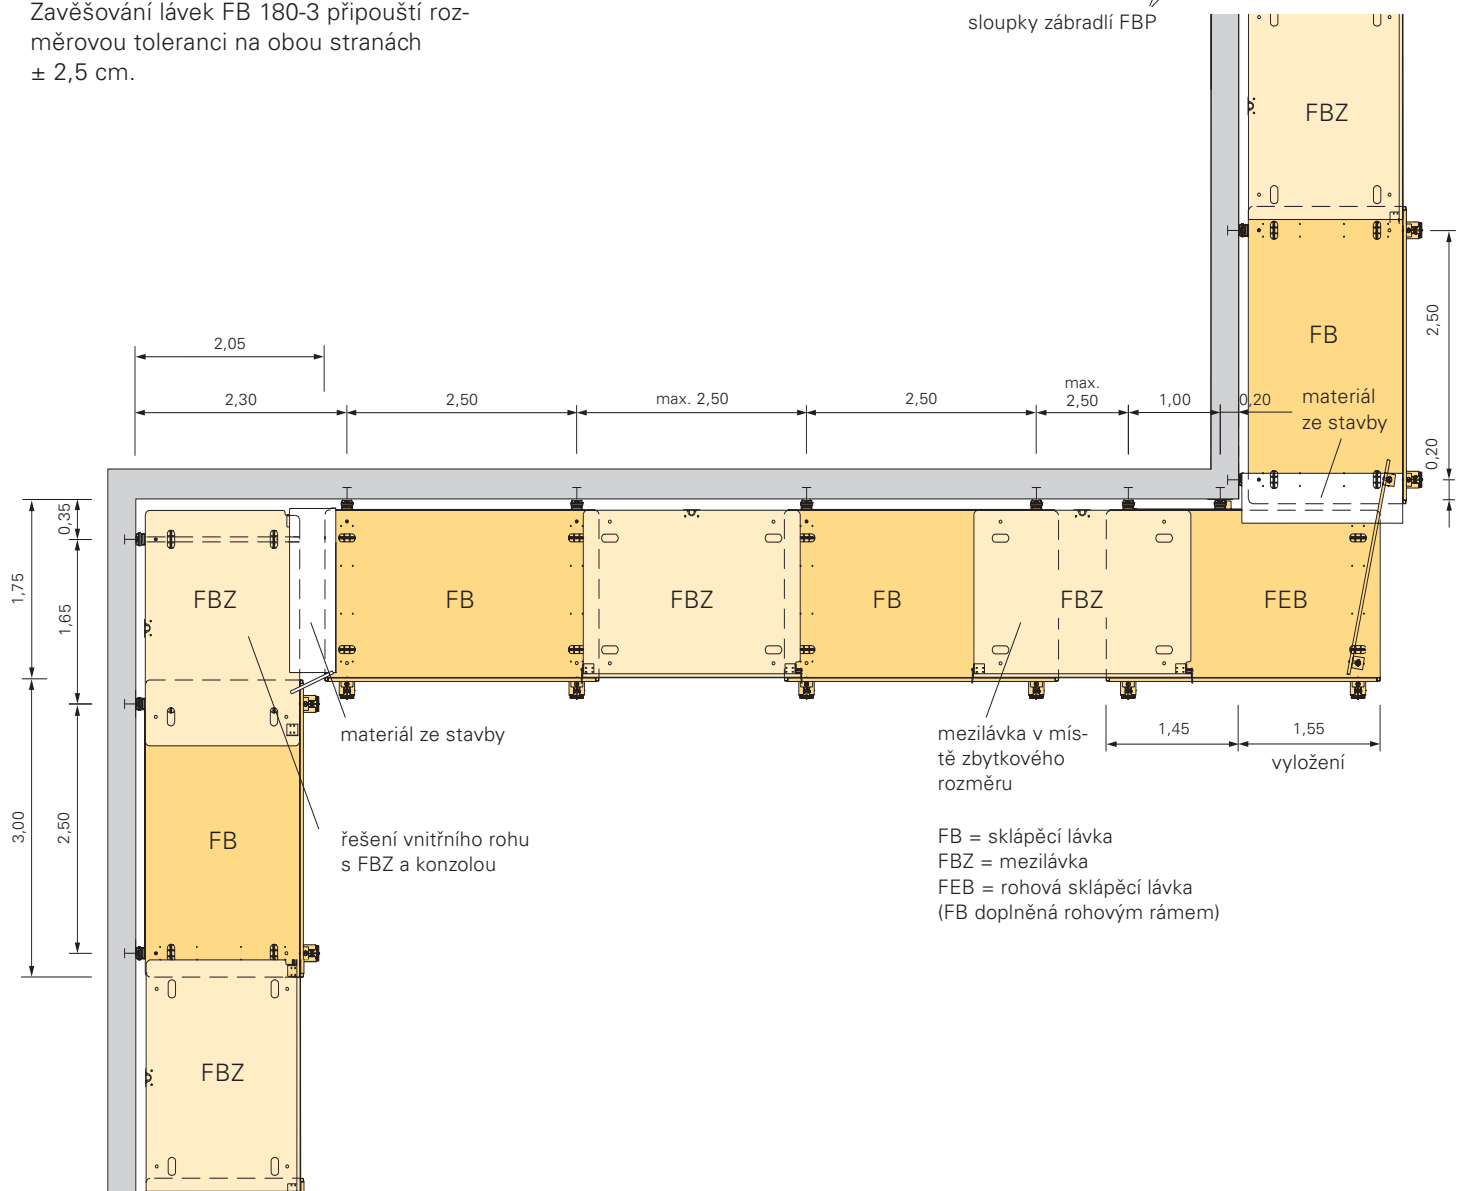 Zavěšování lávek FB 180-3 připouští roz-
měrovou toleranci na obou stranách
± 2,5 cm.
sloupky zábradlí FBP
FBZ
FB
2,50
0,20
materiál
ze stavby
2,05
2,30
2,50
max. 2,50
2,50
max.
2,50
1,00
0,20
0,35
1,75
1,65
3,00
2,50
FBZ
FB
FBZ
FB
FBZ
FEB
materiál ze stavby
mezilávka v mís-
tě zbytkového
rozměru
1,45
1,55
vyložení
FB
řešení vnitřního rohu
s FBZ a konzolou
FB = sklápěcí lávka
FBZ = mezilávka
FEB = rohová sklápěcí lávka
(FB doplněná rohovým rámem)
FBZ